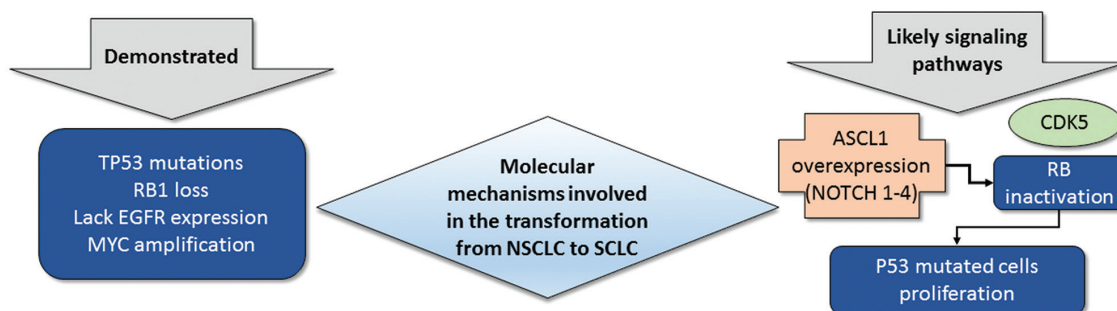 Demonstrated
TP53 mutations
RB1 loss
Lack EGFR expression
MYC amplification
Molecular
mechanisms involved
in the transformation
from NSCLC to SCLC
Likely signaling
pathways
CDK5
ASCL1
overexpression
(NOTCH 1-4)
RB
inactivation
P53 mutated cells
proliferation